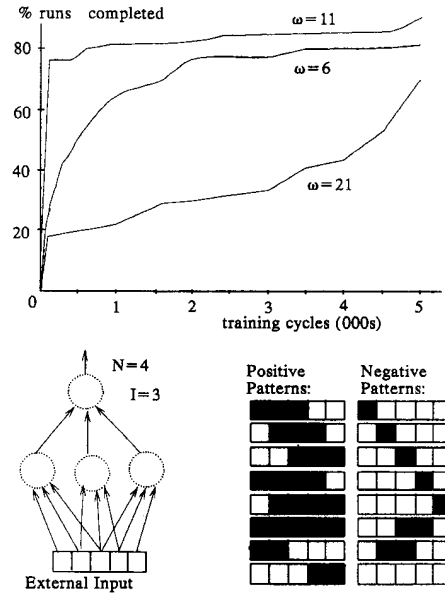 % runs completed
ω=11
80
ω=6
60
40
ω=21
20
0
1
2
3
4
5
training cycles (000s)
N=4
I=3
Positive
Patterns:
Negative
Patterns:
External Input